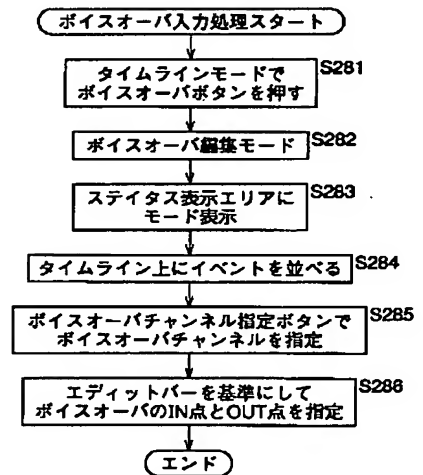 ボイスオーバ入力処理スタート
タイムラインモードで
ボイスオーバボタンを押す
S281
ボイスオーバ編集モード
S282
ステイタス表示エリアに
モード表示
S283
タイムライン上にイベントを並べる
S284
ボイスオーバチャンネル指定ボタンで
ボイスオーバチャンネルを指定
S285
エディットバーを基準にして
ボイスオーバのIN点とOUT点を指定
S286
エンド